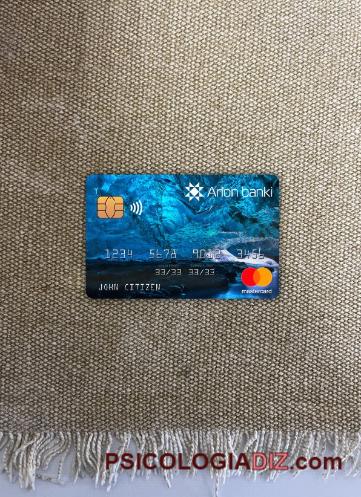 Arion banki
1234 5678 9012 3456
33/33 33/33
JOHN CITIZEN
mastercard
PSICOLOGIADIZ.com